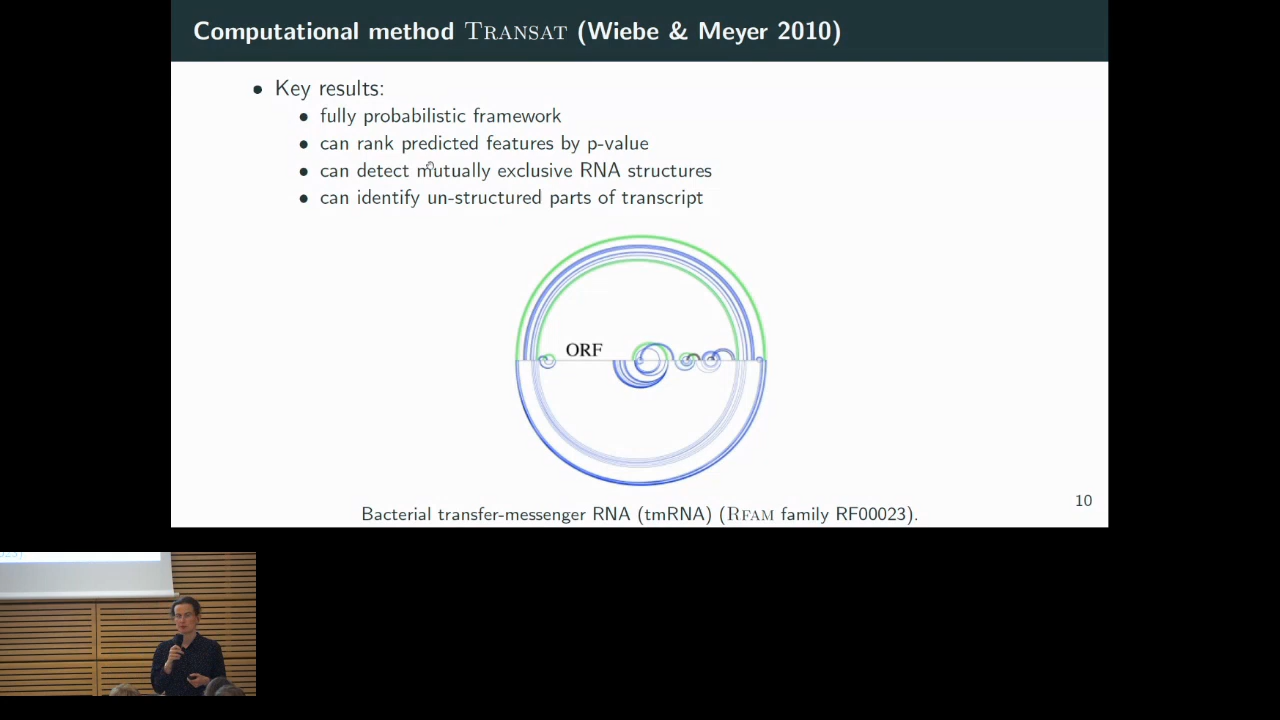 Computational method TRANSAT (Wiebe & Meyer 2010)
• Key results:
• fully probabilistic framework
• can rank predicted features by p-value
• can detect mutually exclusive RNA structures
• can identify un-structured parts of transcript
ORF
10
Bacterial transfer-messenger RNA (tmRNA) (RFAM family RF00023).
023)